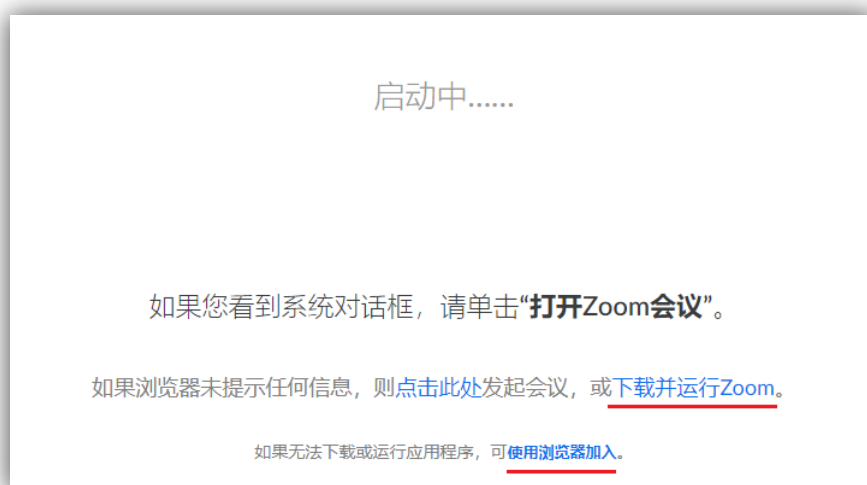 启动中......
如果您看到系统对话框，请单击“打开Zoom会议”。
如果浏览器未提示任何信息，则点击此处发起会议，或下载并运行Zoom。
如果无法下载或运行应用程序，可使用浏览器加入。